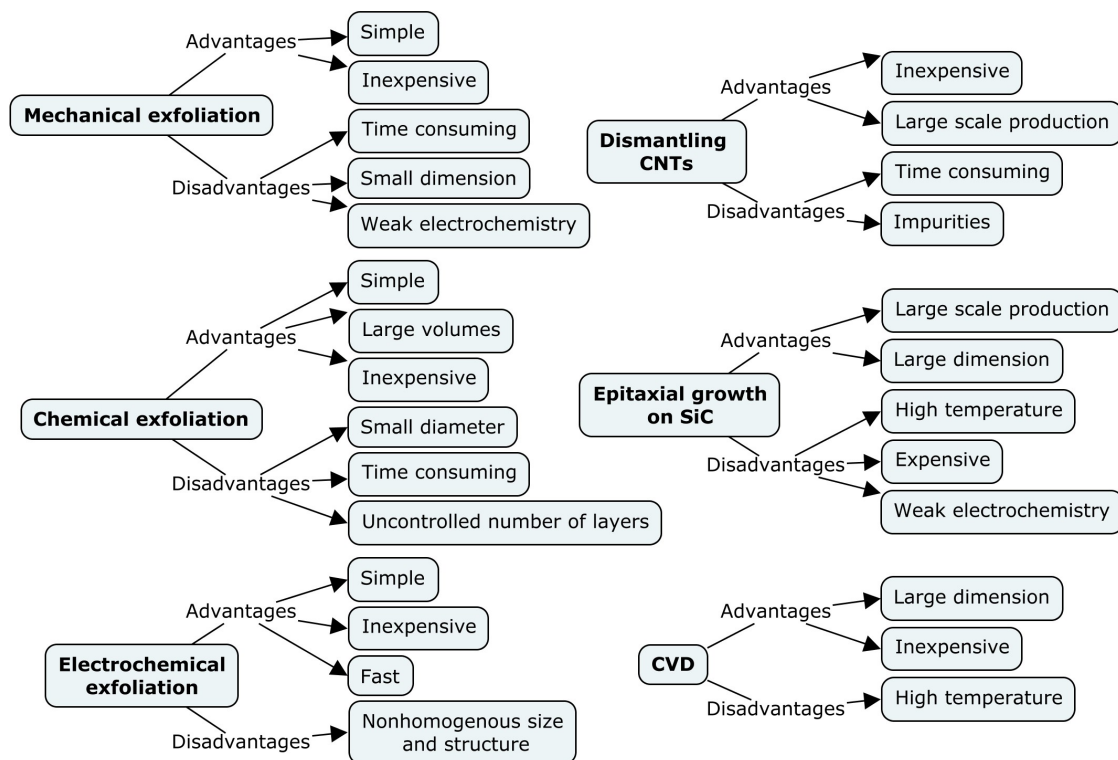 Mechanical exfoliation
Advantages
Simple
Inexpensive
Disadvantages
Time consuming
Small dimension
Weak electrochemistry
Chemical exfoliation
Advantages
Simple
Large volumes
Inexpensive
Disadvantages
Small diameter
Time consuming
Uncontrolled number of layers
Electrochemical
exfoliation
Advantages
Simple
Inexpensive
Fast
Disadvantages
Nonhomogenous size
and structure
Dismantling
CNTs
Advantages
Inexpensive
Large scale production
Disadvantages
Time consuming
Impurities
Epitaxial growth
on SiC
Advantages
Large scale production
Large dimension
Disadvantages
High temperature
Expensive
Weak electrochemistry
CVD
Advantages
Large dimension
Inexpensive
Disadvantages
High temperature